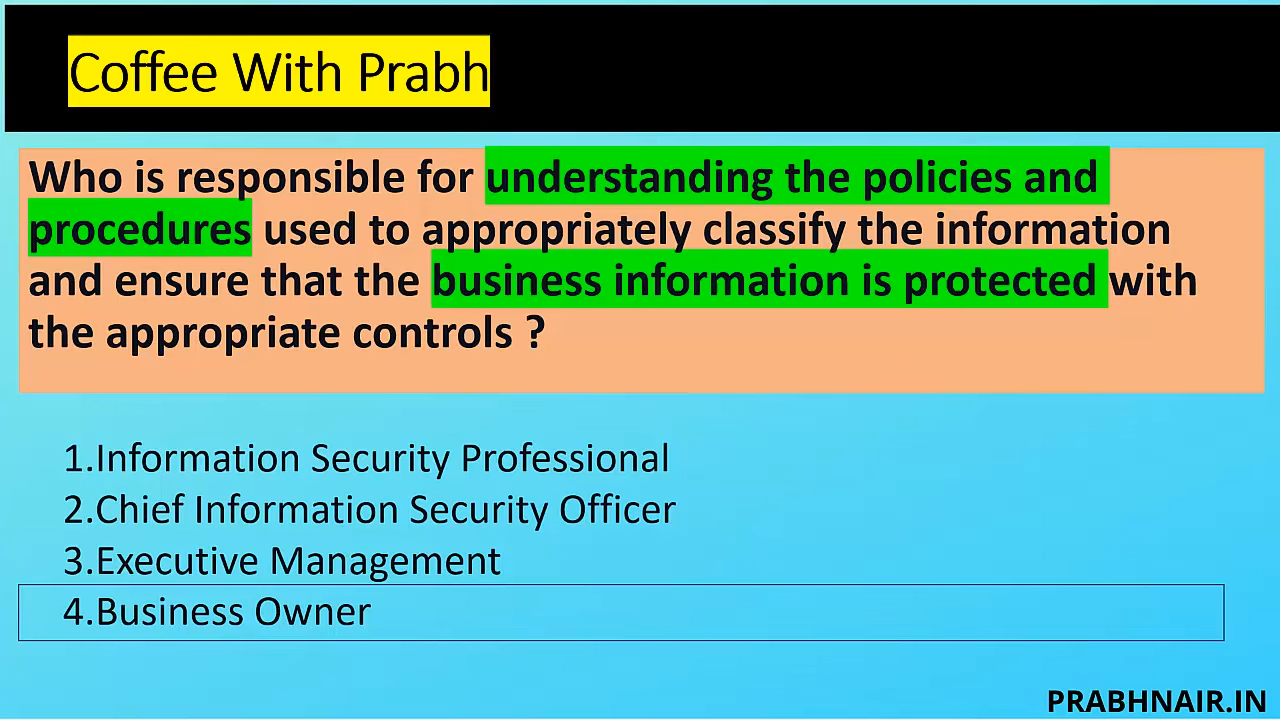 Coffee With Prabh
Who is responsible for understanding the policies and
procedures used to appropriately classify the information
and ensure that the business information is protected with
the appropriate controls ?
1.Information Security Professional
2.Chief Information Security Officer
3.Executive Management
4.Business Owner
PRABHNAIR.IN